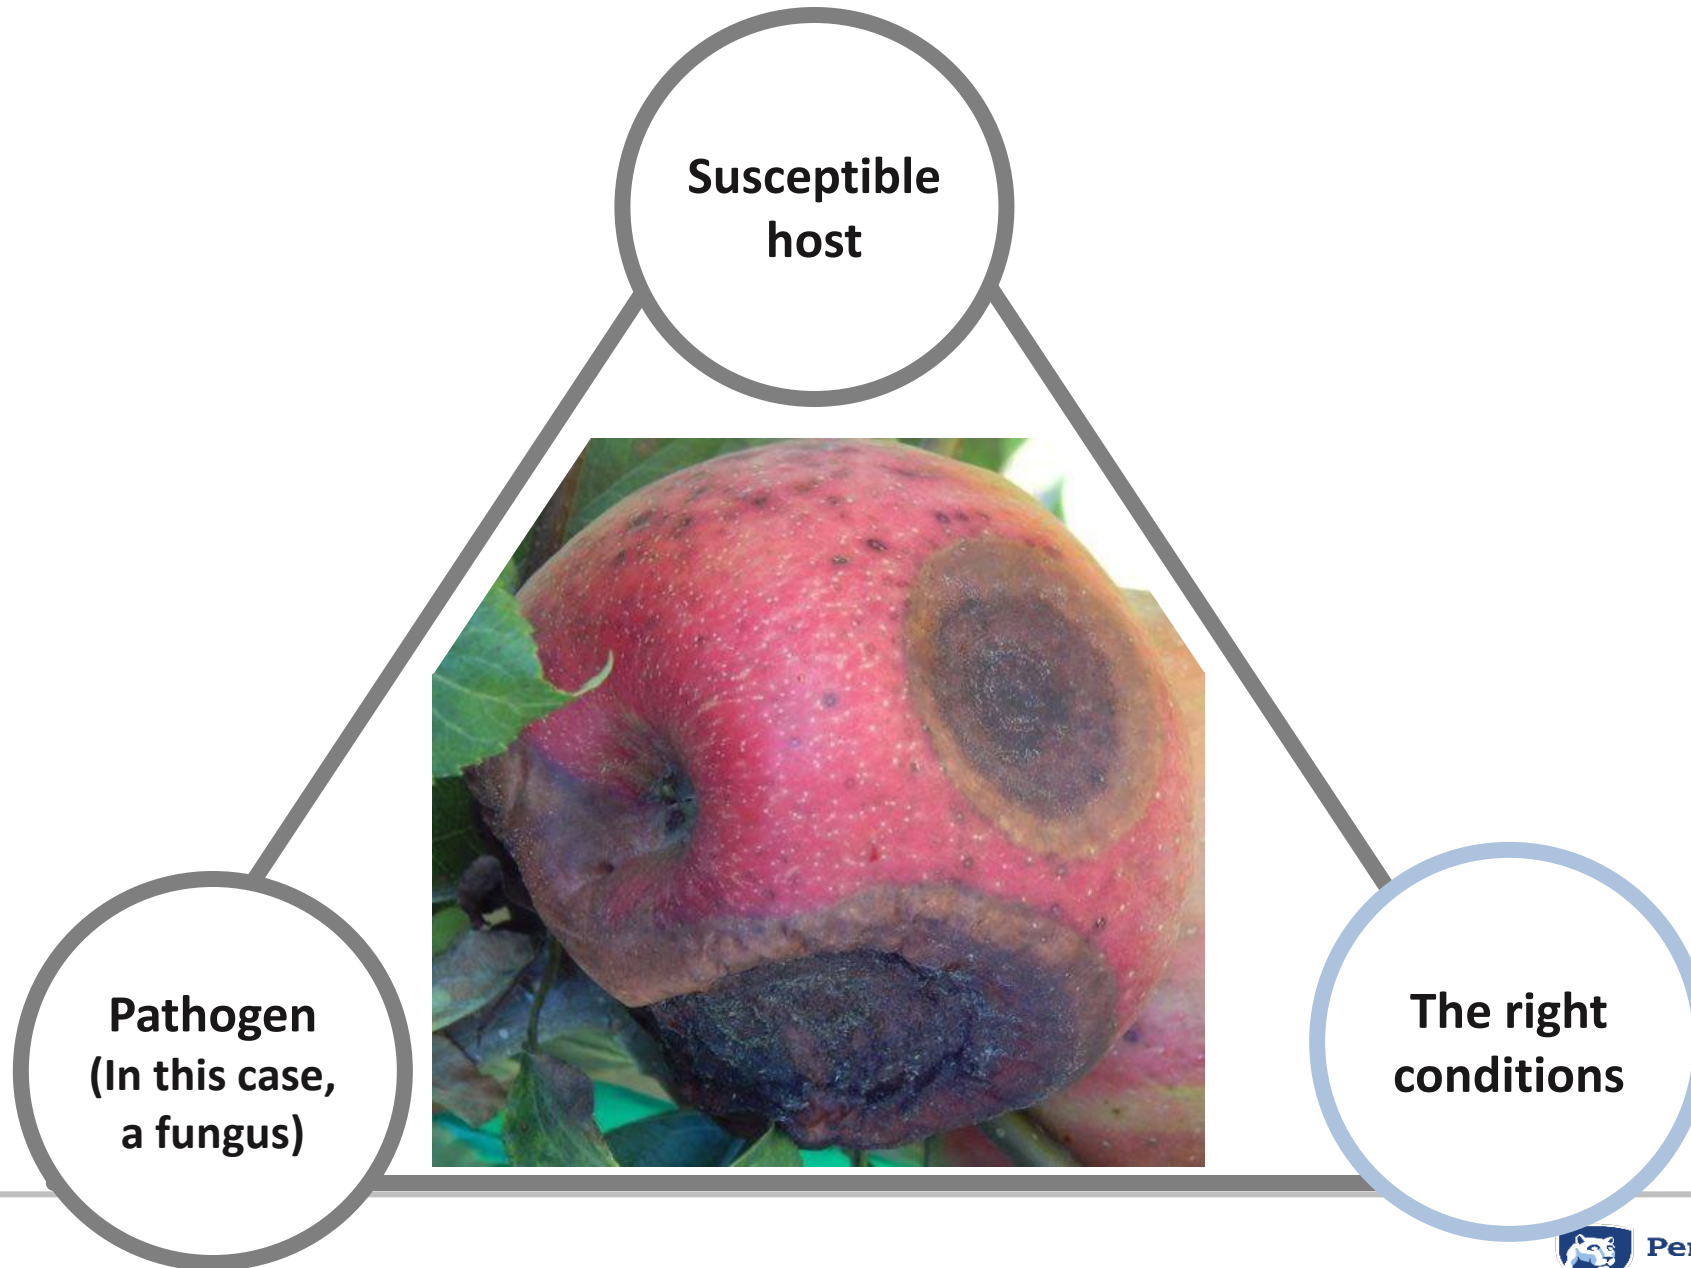 Susceptible
host
Pathogen
(In this case,
a fungus)
The right
conditions